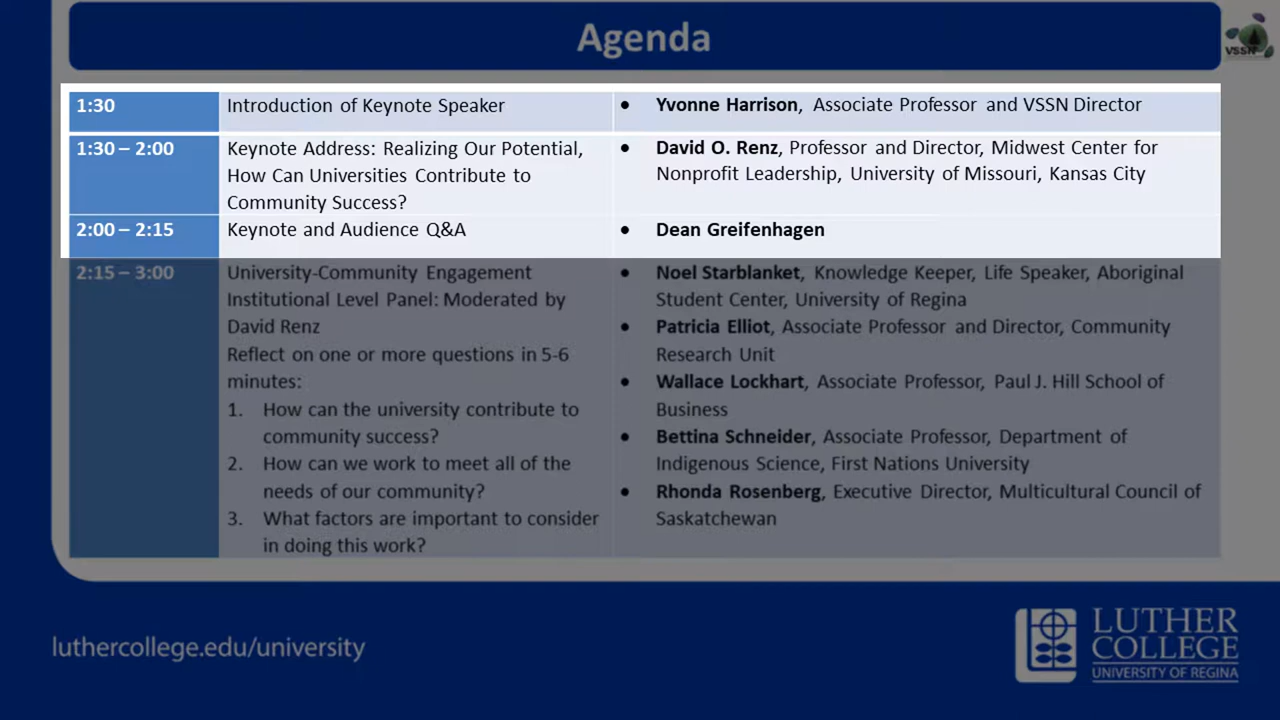 Agenda
VSSN
1:30
Introduction of Keynote Speaker
• Yvonne Harrison, Associate Professor and VSSN Director
1:30 – 2:00
Keynote Address: Realizing Our Potential,
How Can Universities Contribute to
Community Success?
• David O. Renz, Professor and Director, Midwest Center for
Nonprofit Leadership, University of Missouri, Kansas City
2:00 – 2:15
Keynote and Audience Q&A
• Dean Greifenhagen
2:15 – 3:00
University-Community Engagement
Institutional Level Panel: Moderated by
David Renz
Reflect on one or more questions in 5-6
minutes:
1. How can the university contribute to
community success?
2. How can we work to meet all of the
needs of our community?
3. What factors are important to consider
in doing this work?
• Noel Starblanket, Knowledge Keeper, Life Speaker, Aboriginal
Student Center, University of Regina
• Patricia Elliot, Associate Professor and Director, Community
Research Unit
• Wallace Lockhart, Associate Professor, Paul J. Hill School of
Business
• Bettina Schneider, Associate Professor, Department of
Indigenous Science, First Nations University
• Rhonda Rosenberg, Executive Director, Multicultural Council of
Saskatchewan
luthercollege.edu/university
LUTHER
COLLEGE
UNIVERSITY OF REGINA